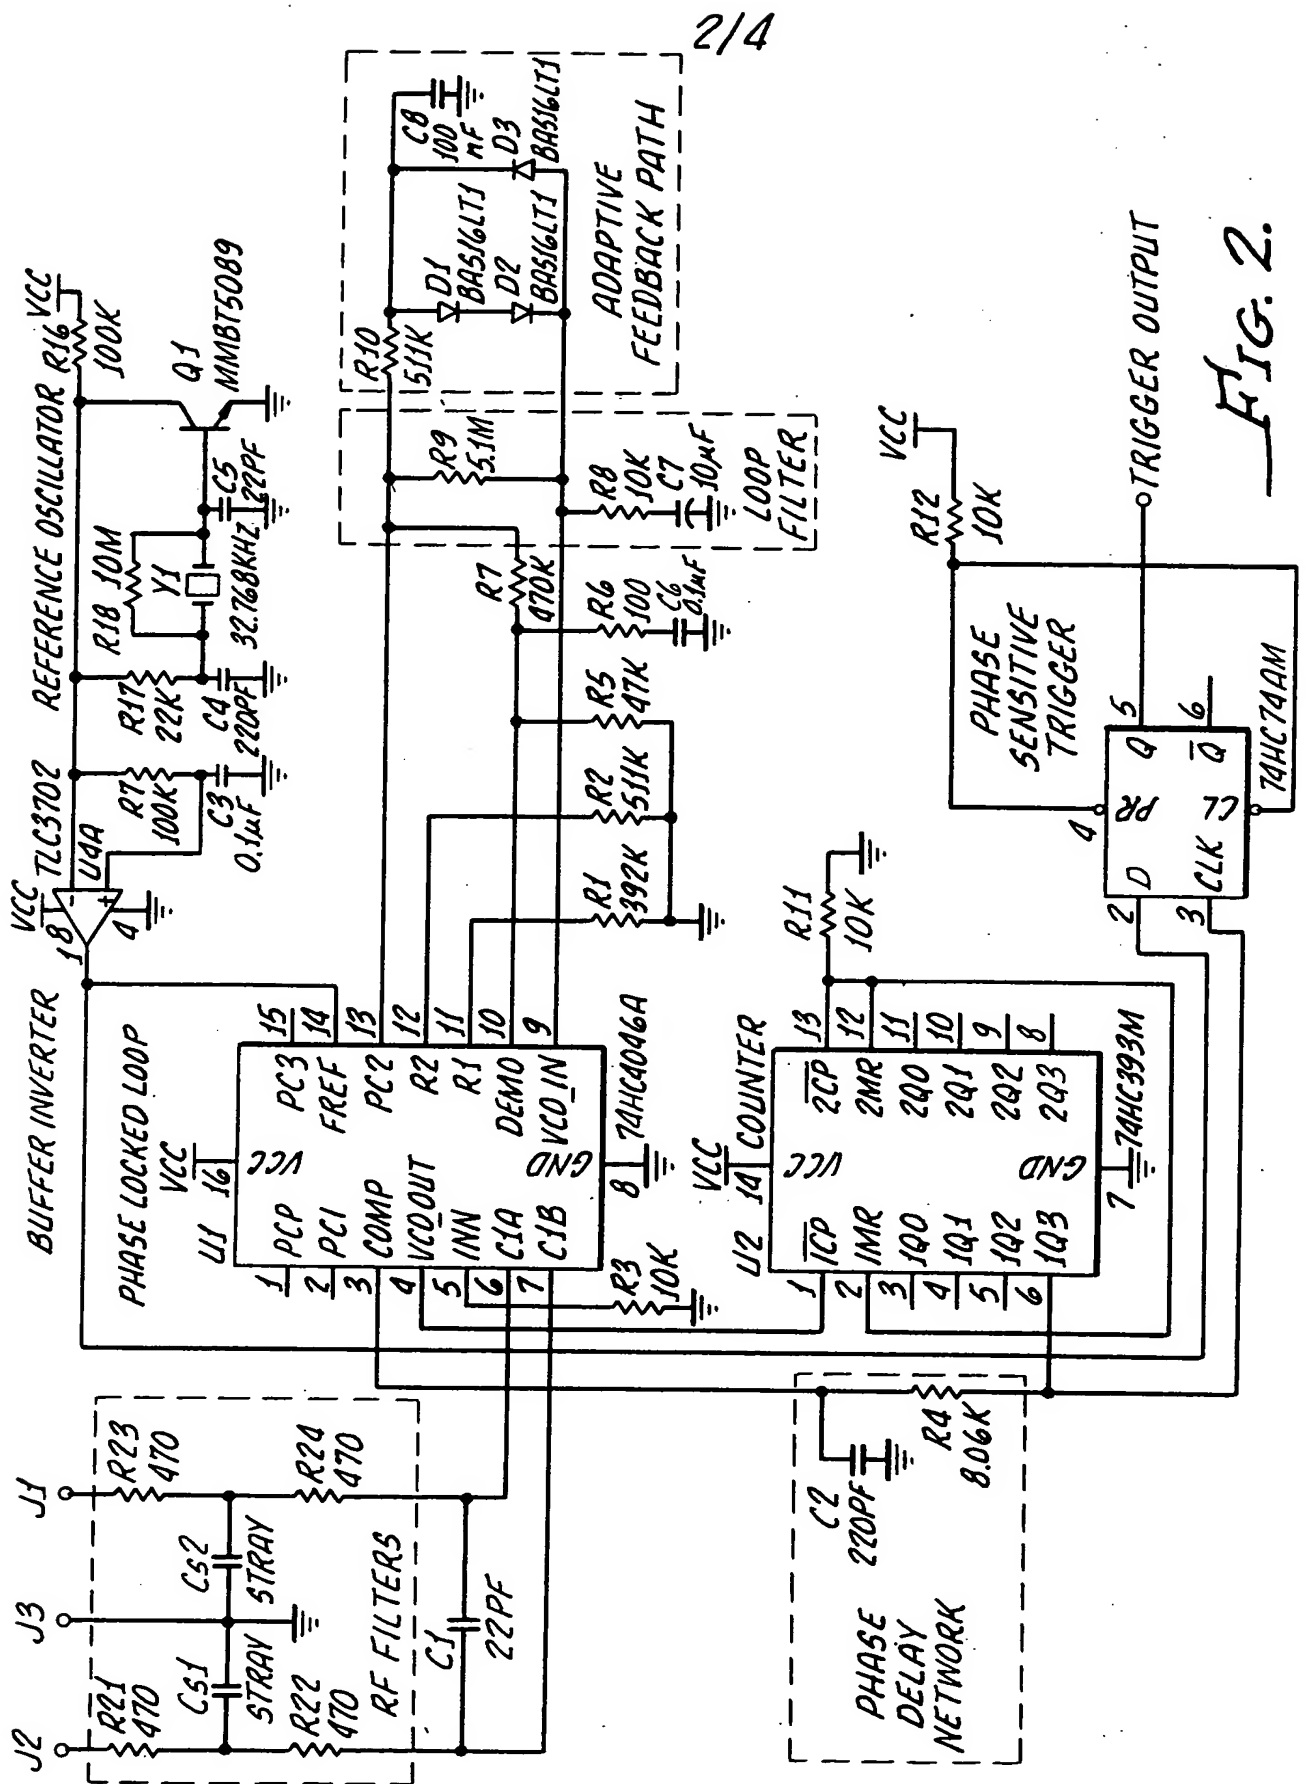 2/4
J2
J3
J1
R21
470
Cs1
STRAY
R22
470
Cs2
STRAY
R23
470
R24
470
RF FILTERS
C1
22PF
BUFFER INVERTER
VCC
8
1
4
-
+
TLC3702
U4A
R7
100K
C3
0.1µF
R17
22K
C4
220PF
REFERENCE OSCILLATOR
R18 10M
Y1
32.768KHZ
C5
22PF
R16
100K
VCC
Q1
MMBT5089
PHASE LOCKED LOOP
U1
VCC
16
VCC
1
2
3
4
5
6
7
PCP
PC1
COMP
VCOOUT
INN
C1A
C1B
PC3
FREF
PC2
R2
R1
DEMO
VCO_IN
15
14
13
12
11
10
9
GND
8
74HC4046A
R3
10K
R1
392K
R2
511K
R5
47K
R6
100
C6
0.1µF
R7
470K
R9
5.1M
R8
10K
C7
10µF
LOOP
FILTER
R10
511K
D1
BAS16LT1
D2
BAS16LT1
C8
100
nF
D3
BAS16LT1
ADAPTIVE
FEEDBACK PATH
U2
VCC
14
COUNTER
VCC
1
2
3
4
5
6
1CP
1MR
1Q0
1Q1
1Q2
1Q3
2CP
2MR
2Q0
2Q1
2Q2
2Q3
13
12
11
10
9
8
GND
7
74HC393M
R11
10K
C2
220PF
R4
8.06K
PHASE
DELAY
NETWORK
PHASE
SENSITIVE
TRIGGER
VCC
R12
10K
4
PR
2
D
3
CLK
Q
5
Q
6
CL
74HC74AM
TRIGGER OUTPUT
FIG. 2.